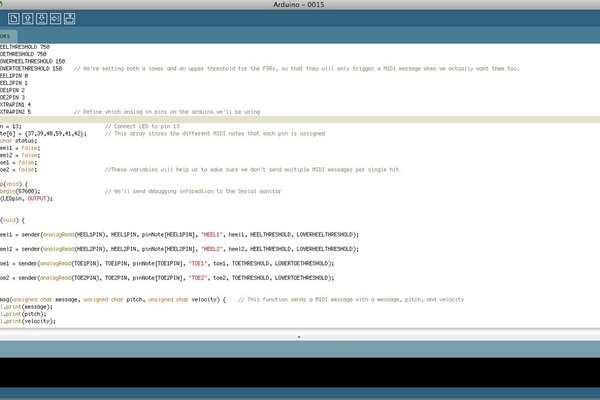 Arduino - 0015
oes
EELTHRESHOLD 750
OETHRESHOLD 750
OVERHEELTHRESHOLD 150
OWERTOETHRESHOLD 150 // We're setting both a lower and an upper threshold for the FSRs, so that they will only trigger a MIDI message when we actually want them too.
EEL1PIN 0
EEL2PIN 1
OE1PIN 2
OE2PIN 3
XTRAPIN1 4
XTRAPIN2 5 // Define which analog in pins on the arduino we'll be using
n = 13; // Connect LED to pin 13
te[6] = {37,39,40,59,41,42}; // This array stores the different MIDI notes that each pin is assigned
char status;
eel1 = false;
eel2 = false;
oe1 = false;
oe2 = false; //These variables will help us to make sure we don't send multiple MIDI messages per single hit
p(void) {
begin(57600); // We'll send debugging information to the Serial monitor
(LEDpin, OUTPUT);
(void) {
eel1 = sender(analogRead(HEEL1PIN), HEEL1PIN, pinNote[HEEL1PIN], "HEEL1", heel1, HEELTHRESHOLD, LOWERHEELTHRESHOLD);
eel2 = sender(analogRead(HEEL2PIN), HEEL2PIN, pinNote[HEEL2PIN], "HEEL2", heel2, HEELTHRESHOLD, LOWERHEELTHRESHOLD);
oe1 = sender(analogRead(TOE1PIN), TOE1PIN, pinNote[TOE1PIN], "TOE1", toe1, TOETHRESHOLD, LOWERTOETHRESHOLD);
oe2 = sender(analogRead(TOE2PIN), TOE2PIN, pinNote[TOE2PIN], "TOE2", toe2, TOETHRESHOLD, LOWERTOETHRESHOLD);
msg(unsigned char message, unsigned char pitch, unsigned char velocity) { // This function sends a MIDI message with a message, pitch, and velocity
l.print(message);
l.print(pitch);
l.print(velocity);